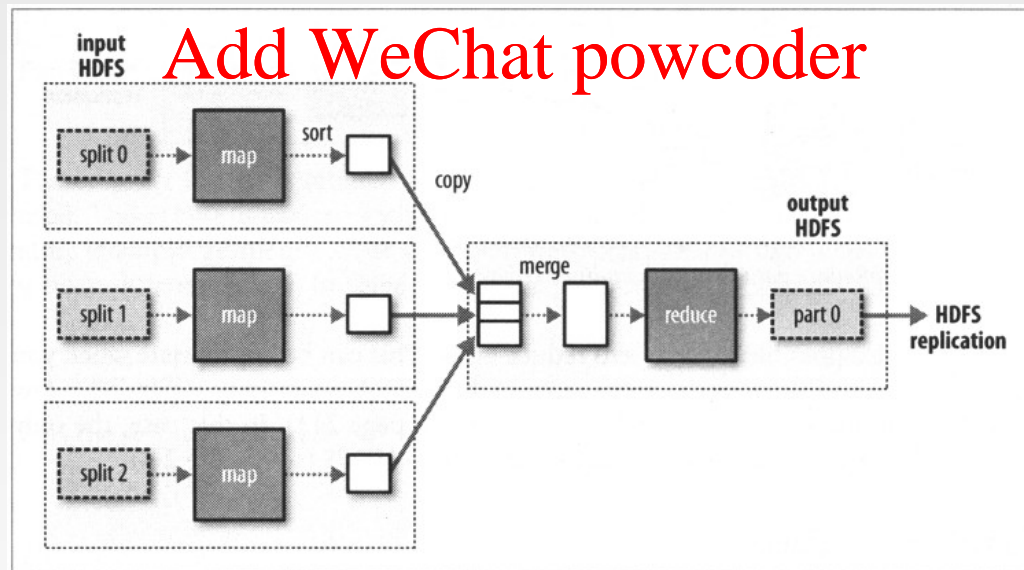 Add WeChat powcoder
input
HDFS
split 0
map
sort
copy
split 1
map
merge
reduce
output
HDFS
part 0
HDFS
replication
split 2
map